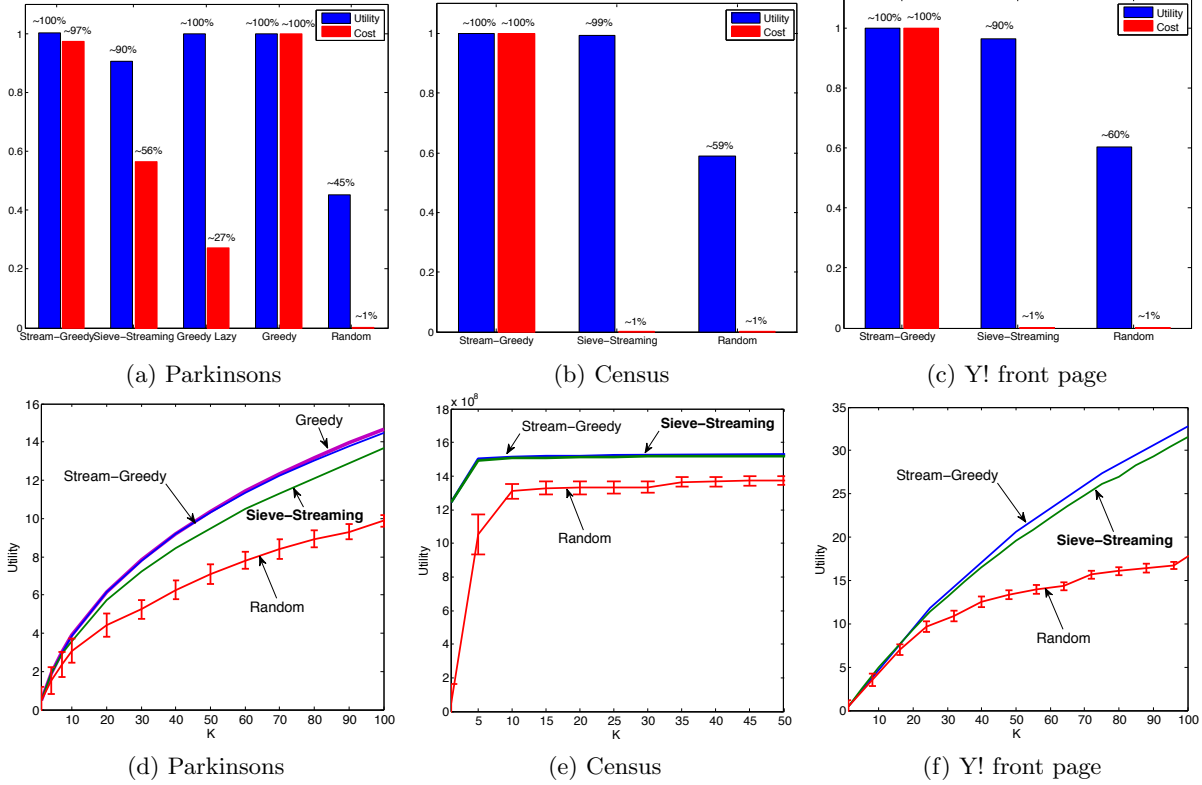 ~100%
~97%
~90%
~56%
~100%
~27%
~100%
~100%
~45%
~1%
Utility
Cost
1
0.8
0.6
0.4
0.2
0
Stream-Greedy Sieve-Streaming Greedy Lazy Greedy Random
(a) Parkinsons
~100% ~100%
~99%
~1%
~59%
~1%
Utility
Cost
1
0.8
0.6
0.4
0.2
0
Stream-Greedy Sieve-Streaming Random
(b) Census
~100% ~100%
~90%
~1%
~60%
~1%
Utility
Cost
1
0.8
0.6
0.4
0.2
0
Stream-Greedy Sieve-Streaming Random
(c) Y! front page
16
14
12
10
8
6
4
2
0
Utility
Greedy
Stream-Greedy
Sieve-Streaming
Random
10 20 30 40 50 60 70 80 90 100
K
(d) Parkinsons
x 10^8
18
16
14
12
10
8
6
4
2
0
Utility
Stream-Greedy
Sieve-Streaming
Random
5 10 15 20 25 30 35 40 45 50
K
(e) Census
35
30
25
20
15
10
5
0
Utility
Stream-Greedy
Sieve-Streaming
Random
10 20 30 40 50 60 70 80 90 100
K
(f) Y! front page